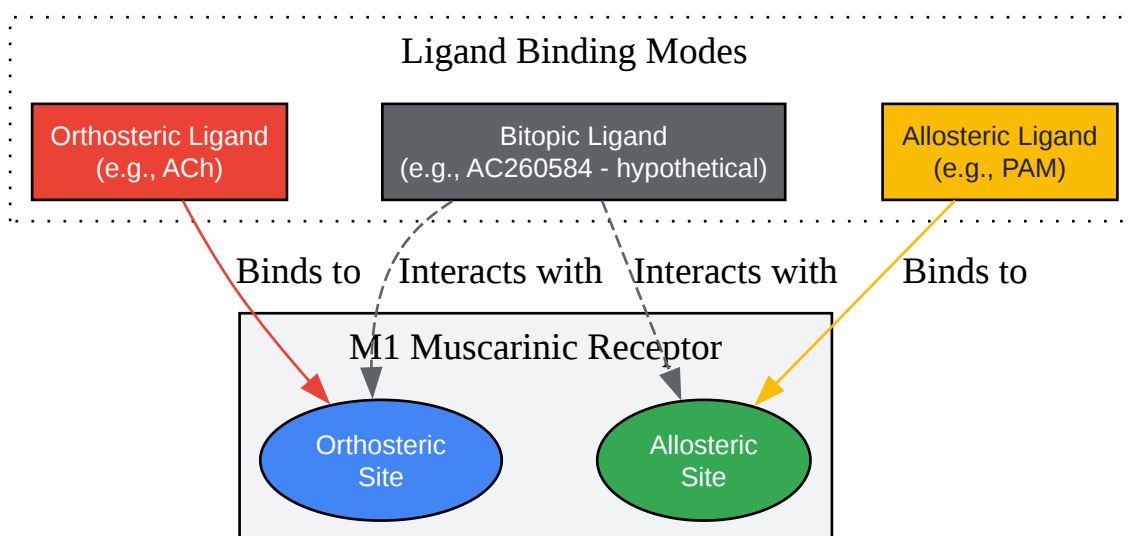 Ligand Binding Modes
Orthosteric Ligand
(e.g., ACh)
Bitopic Ligand
(e.g., AC260584 - hypothetical)
Allosteric Ligand
(e.g., PAM)
Binds to
Interacts with
Interacts with
Binds to
M1 Muscarinic Receptor
Orthosteric
Site
Allosteric
Site